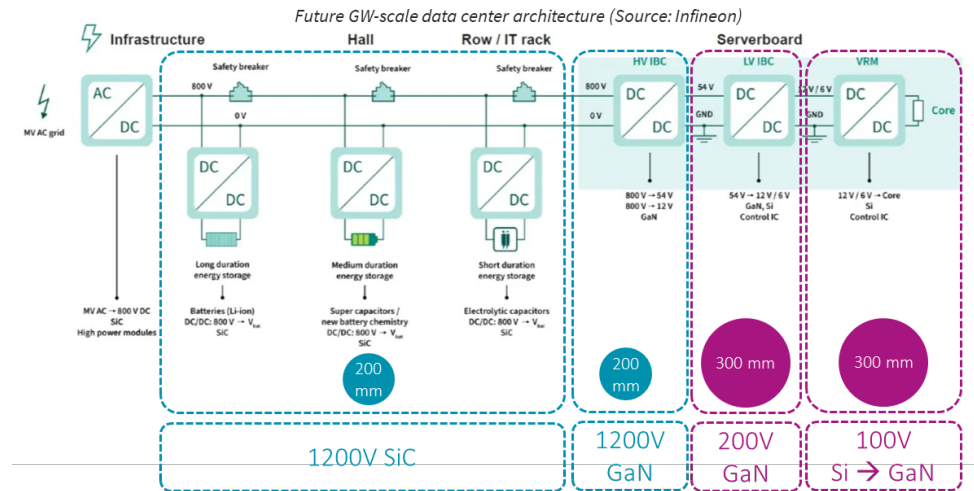 Future GW-scale data center architecture (Source: Infineon)
Infrastructure
Hall
Row / IT rack
Serverboard
Safety breaker
Safety breaker
Safety breaker
HV IBC
LV IBC
VRM
800 V
800 V
54 V
12 V / 6 V
AC
DC
0 V
0 V
GND
GND
DC
DC
DC
DC
DC
DC
Core
MV AC grid
DC
DC
DC
DC
DC
DC
800 V → 54 V
800 V → 12 V
GaN
54 V → 12 V / 6 V
GaN, Si
Control IC
12 V / 6 V → Core
Si
Control IC
Long duration
energy storage
Medium duration
energy storage
Short duration
energy storage
MV AC → 800 V DC
SiC
High power modules
Batteries (Li-ion)
DC/DC: 800 V → Vbat
SiC
Super capacitors /
new battery chemistry
DC/DC: 800 V → Vbat
SiC
Electrolytic capacitors
DC/DC: 800 V → Vbat
SiC
200
mm
200
mm
300 mm
300 mm
1200V SiC
1200V
GaN
200V
GaN
100V
Si → GaN